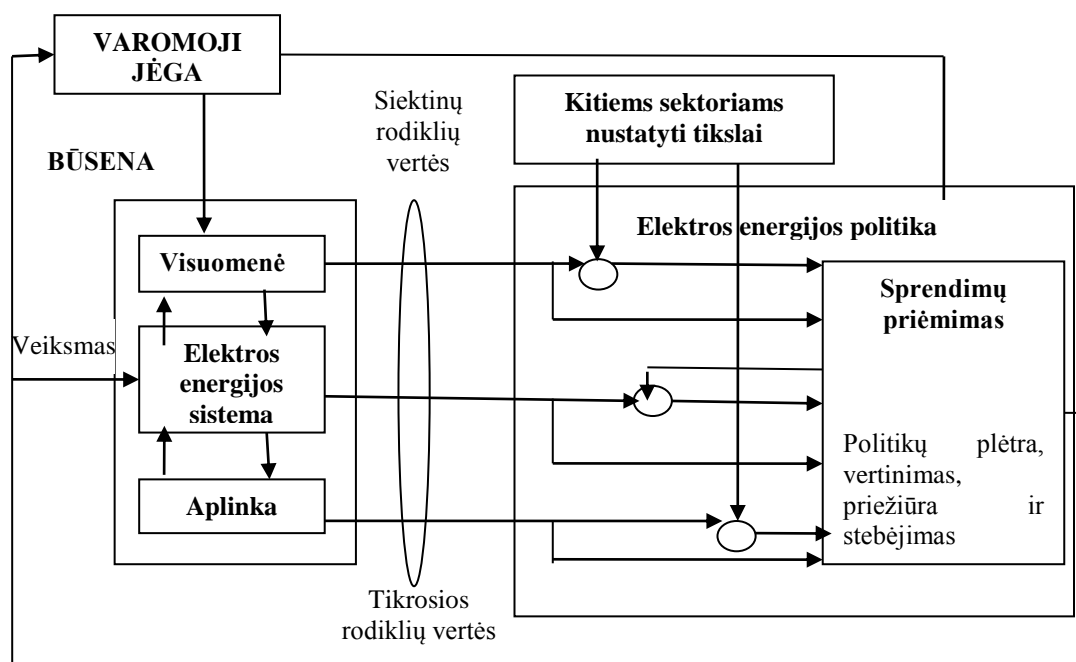 VAROMOJI
JĖGA
Siektinų
rodiklių
vertės
Kitiems sektoriams
nustatyti tikslai
BŪSENA
Elektros energijos politika
Visuomenė
Sprendimų
priėmimas
Veiksmas
Elektros
energijos
sistema
Politikų plėtra,
vertinimas,
priežiūra ir
stebėjimas
Aplinka
Tikrosios
rodiklių vertės